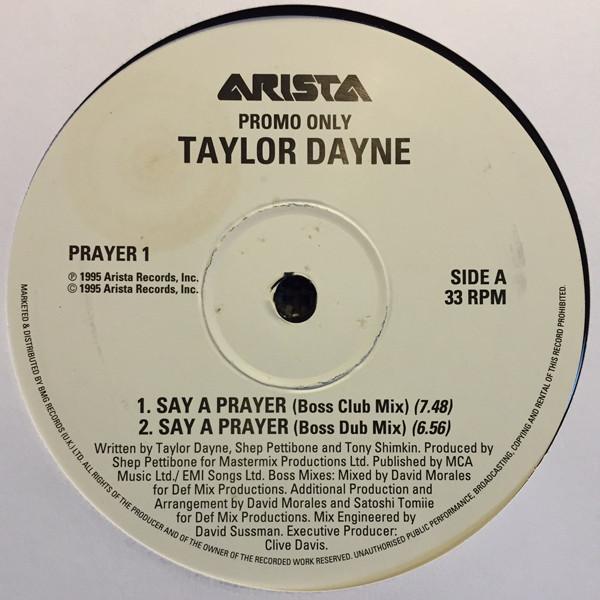 ARISTA
PROMO ONLY
TAYLOR DAYNE
PRAYER 1
℗ 1995 Arista Records, Inc.
© 1995 Arista Records, Inc.
SIDE A
33 RPM
1. SAY A PRAYER (Boss Club Mix) (7.48)
2. SAY A PRAYER (Boss Dub Mix) (6.56)
Written by Taylor Dayne, Shep Pettibone and Tony Shimkin. Produced by
Shep Pettibone for Mastermix Productions Ltd. Published by MCA
Music Ltd./ EMI Songs Ltd. Boss Mixes: Mixed by David Morales
for Def Mix Productions. Additional Production and
Arrangement by David Morales and Satoshi Tomiie
for Def Mix Productions. Mix Engineered by
David Sussman. Executive Producer:
Clive Davis.
MARKETED & DISTRIBUTED BY BMG RECORDS (U.K.) LTD. ALL RIGHTS OF THE PRODUCER AND OF THE OWNER OF THE RECORDED WORK RESERVED. UNAUTHORISED PUBLIC PERFORMANCE, BROADCASTING, COPYING AND RENTAL OF THIS RECORD PROHIBITED.